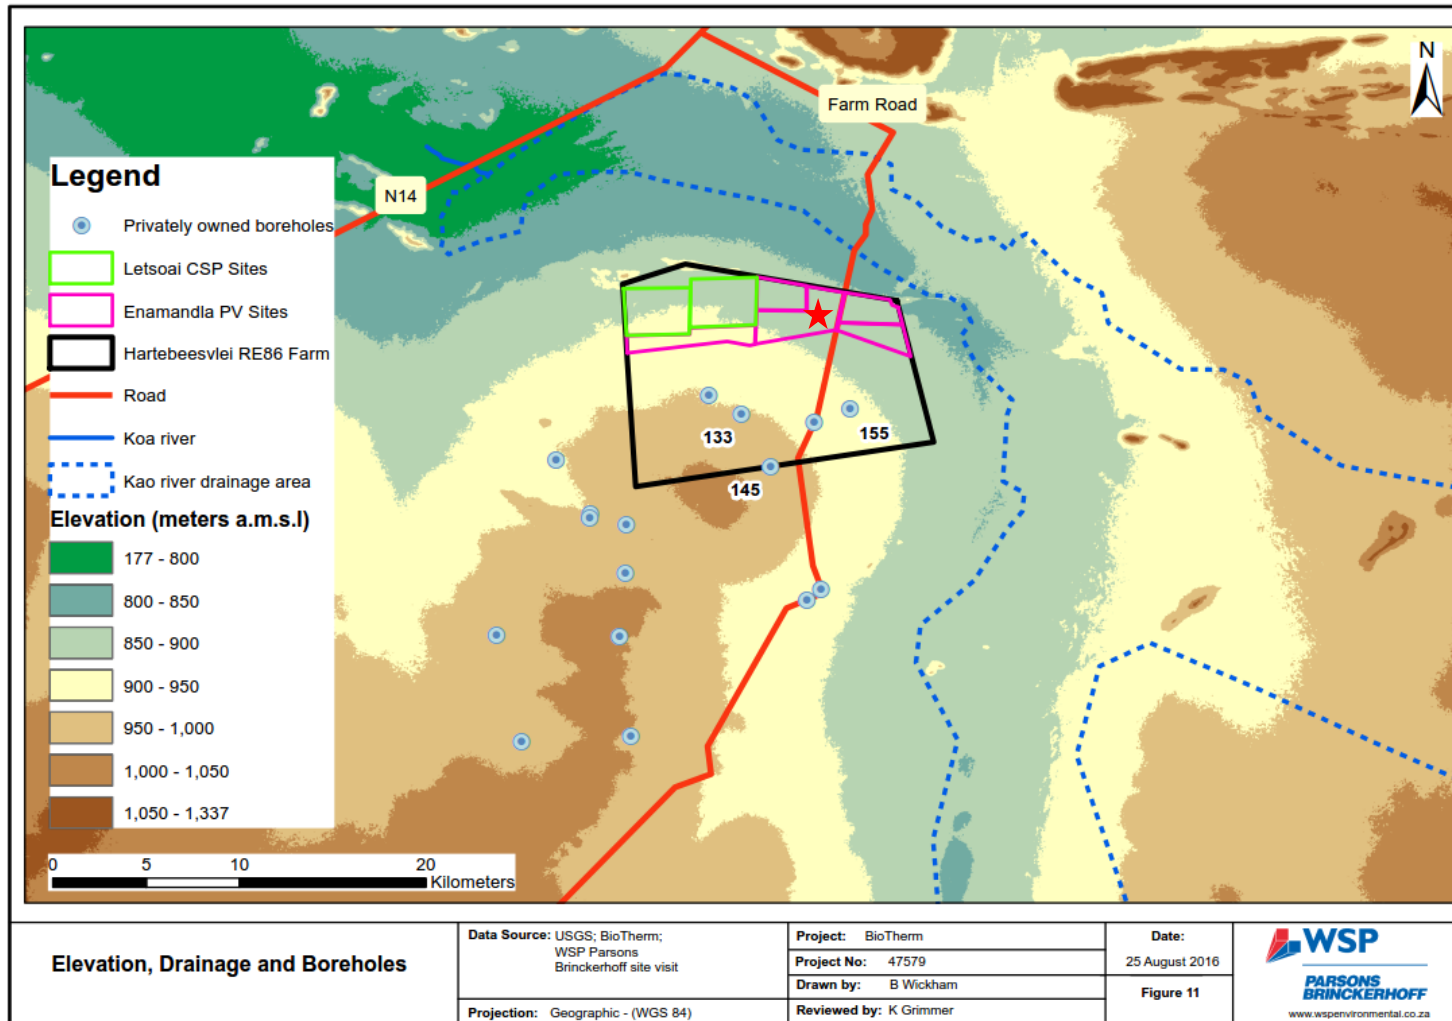 N
Farm Road
N14
Legend
Privately owned boreholes
Letsoai CSP Sites
Enamandla PV Sites
Hartebeesvlei RE86 Farm
Road
Koa river
Kao river drainage area
Elevation (meters a.m.s.l)
177 - 800
800 - 850
850 - 900
900 - 950
950 - 1,000
1,000 - 1,050
1,050 - 1,337
133
155
145
0 5 10 20
Kilometers
Elevation, Drainage and Boreholes
Data Source: USGS; BioTherm;
WSP Parsons
Brinckerhoff site visit
Projection: Geographic - (WGS 84)
Project: BioTherm
Project No: 47579
Drawn by: B Wickham
Reviewed by: K Grimmer
Date:
25 August 2016
Figure 11
WSP
PARSONS
BRINCKERHOFF
www.wspenvironmental.co.za